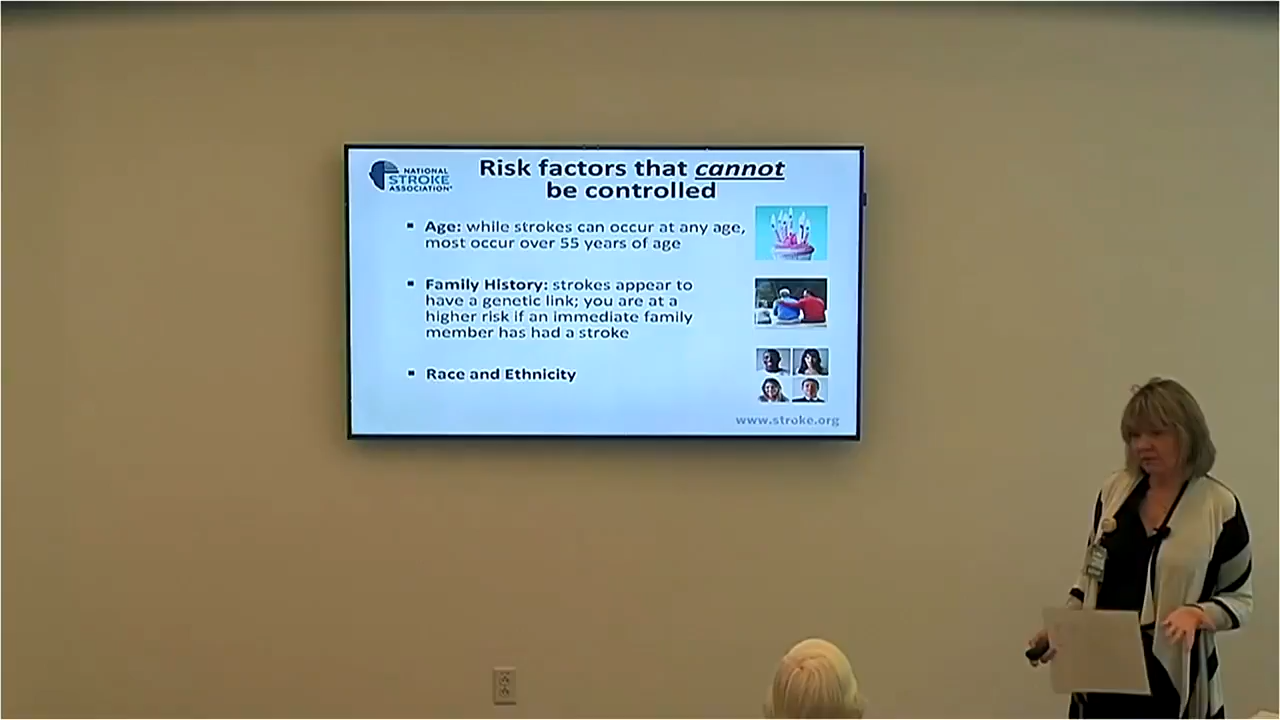 NATIONAL
STROKE
ASSOCIATION
Risk factors that cannot
be controlled
▪ Age: while strokes can occur at any age,
most occur over 55 years of age
▪ Family History: strokes appear to
have a genetic link; you are at a
higher risk if an immediate family
member has had a stroke
▪ Race and Ethnicity
www.stroke.org